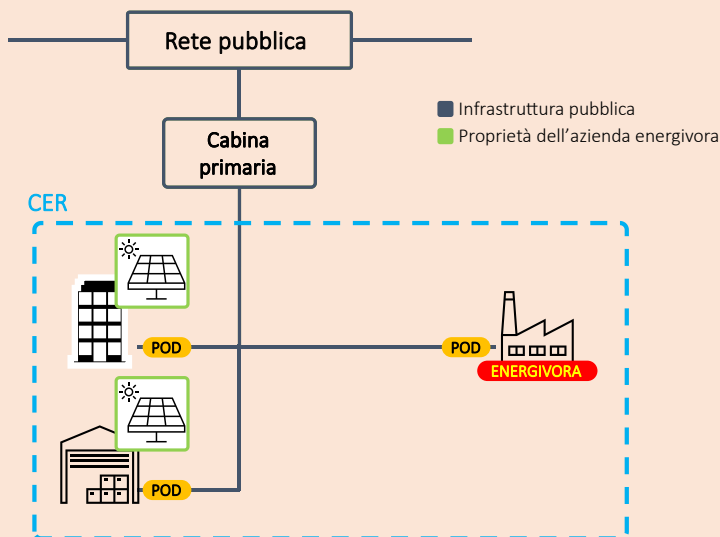 Rete pubblica
Infrastruttura pubblica
Cabina
primaria
Proprietà dell’azienda energivora
CER
POD
POD
ENERGIVORA
POD